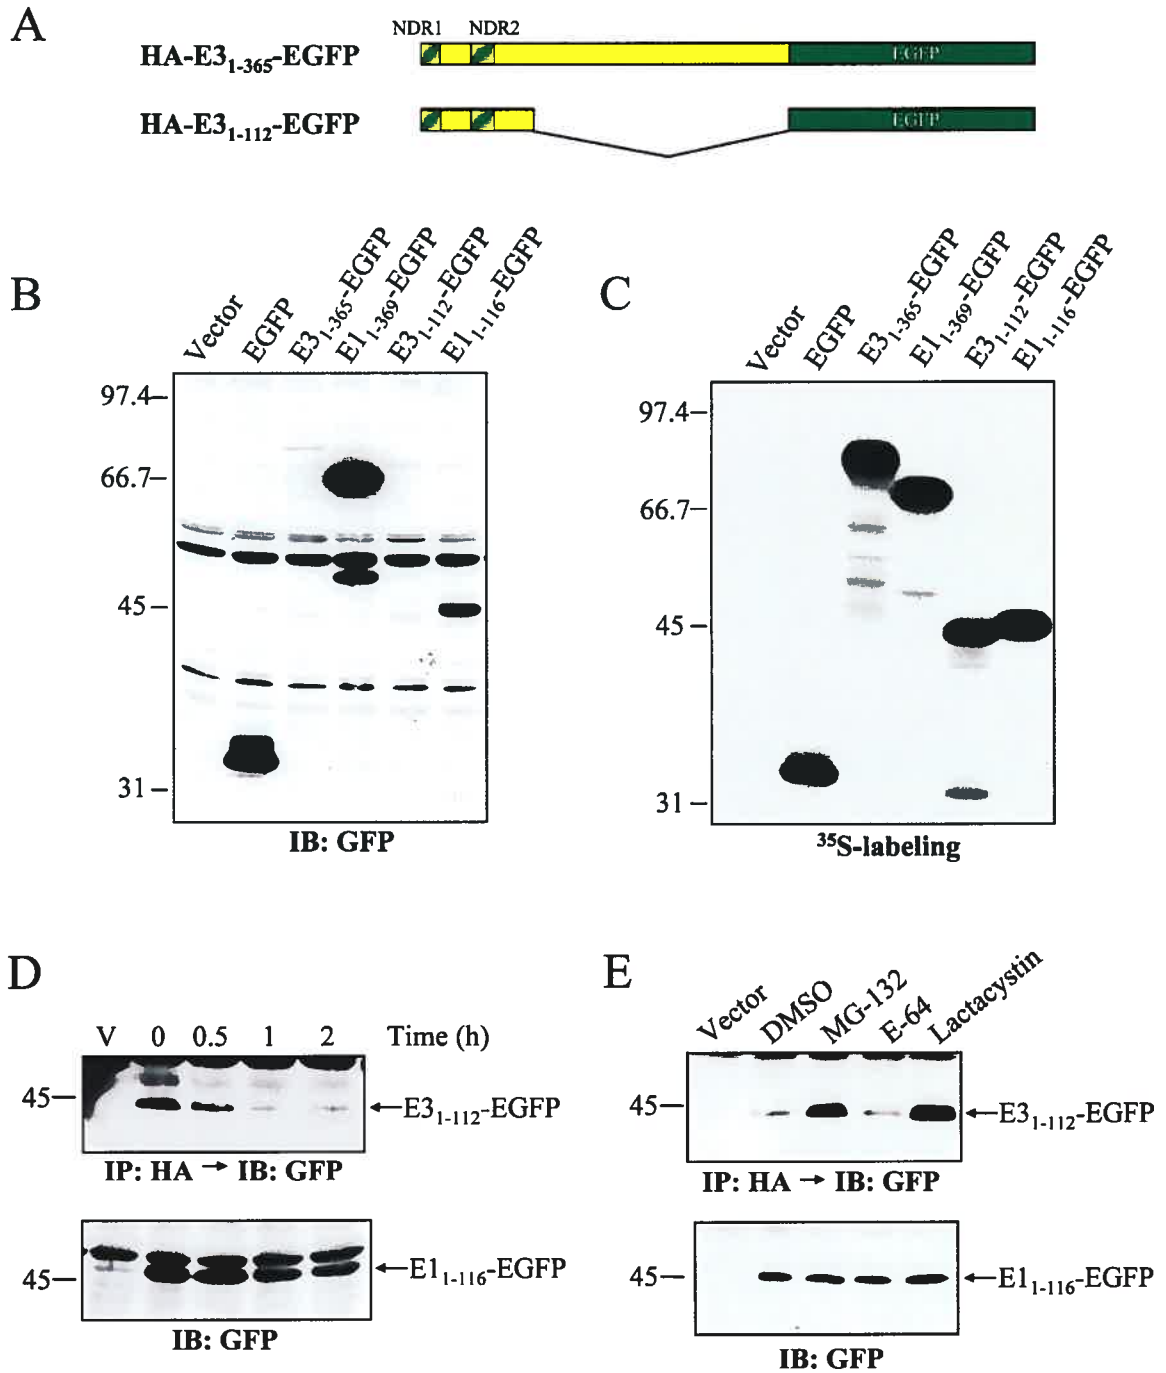 A
NDR1 NDR2
HA-E3₁₋₃₆₅-EGFP
EGFP
HA-E3₁₋₁₁₂-EGFP
EGFP
B
Vector
EGFP
E3₁₋₃₆₅-EGFP
E1₁₋₃₆₉-EGFP
E3₁₋₁₁₂-EGFP
E1₁₋₁₁₆-EGFP
97.4
66.7
45
31
IB: GFP
C
Vector
EGFP
E3₁₋₃₆₅-EGFP
E1₁₋₃₆₉-EGFP
E3₁₋₁₁₂-EGFP
E1₁₋₁₁₆-EGFP
97.4
66.7
45
31
³⁵S-labeling
D
V 0 0.5 1 2 Time (h)
45
←E3₁₋₁₁₂-EGFP
IP: HA → IB: GFP
45
←E1₁₋₁₁₆-EGFP
IB: GFP
E
Vector
DMSO
MG-132
E-64
Lactacystin
45
←E3₁₋₁₁₂-EGFP
IP: HA → IB: GFP
45
←E1₁₋₁₁₆-EGFP
IB: GFP